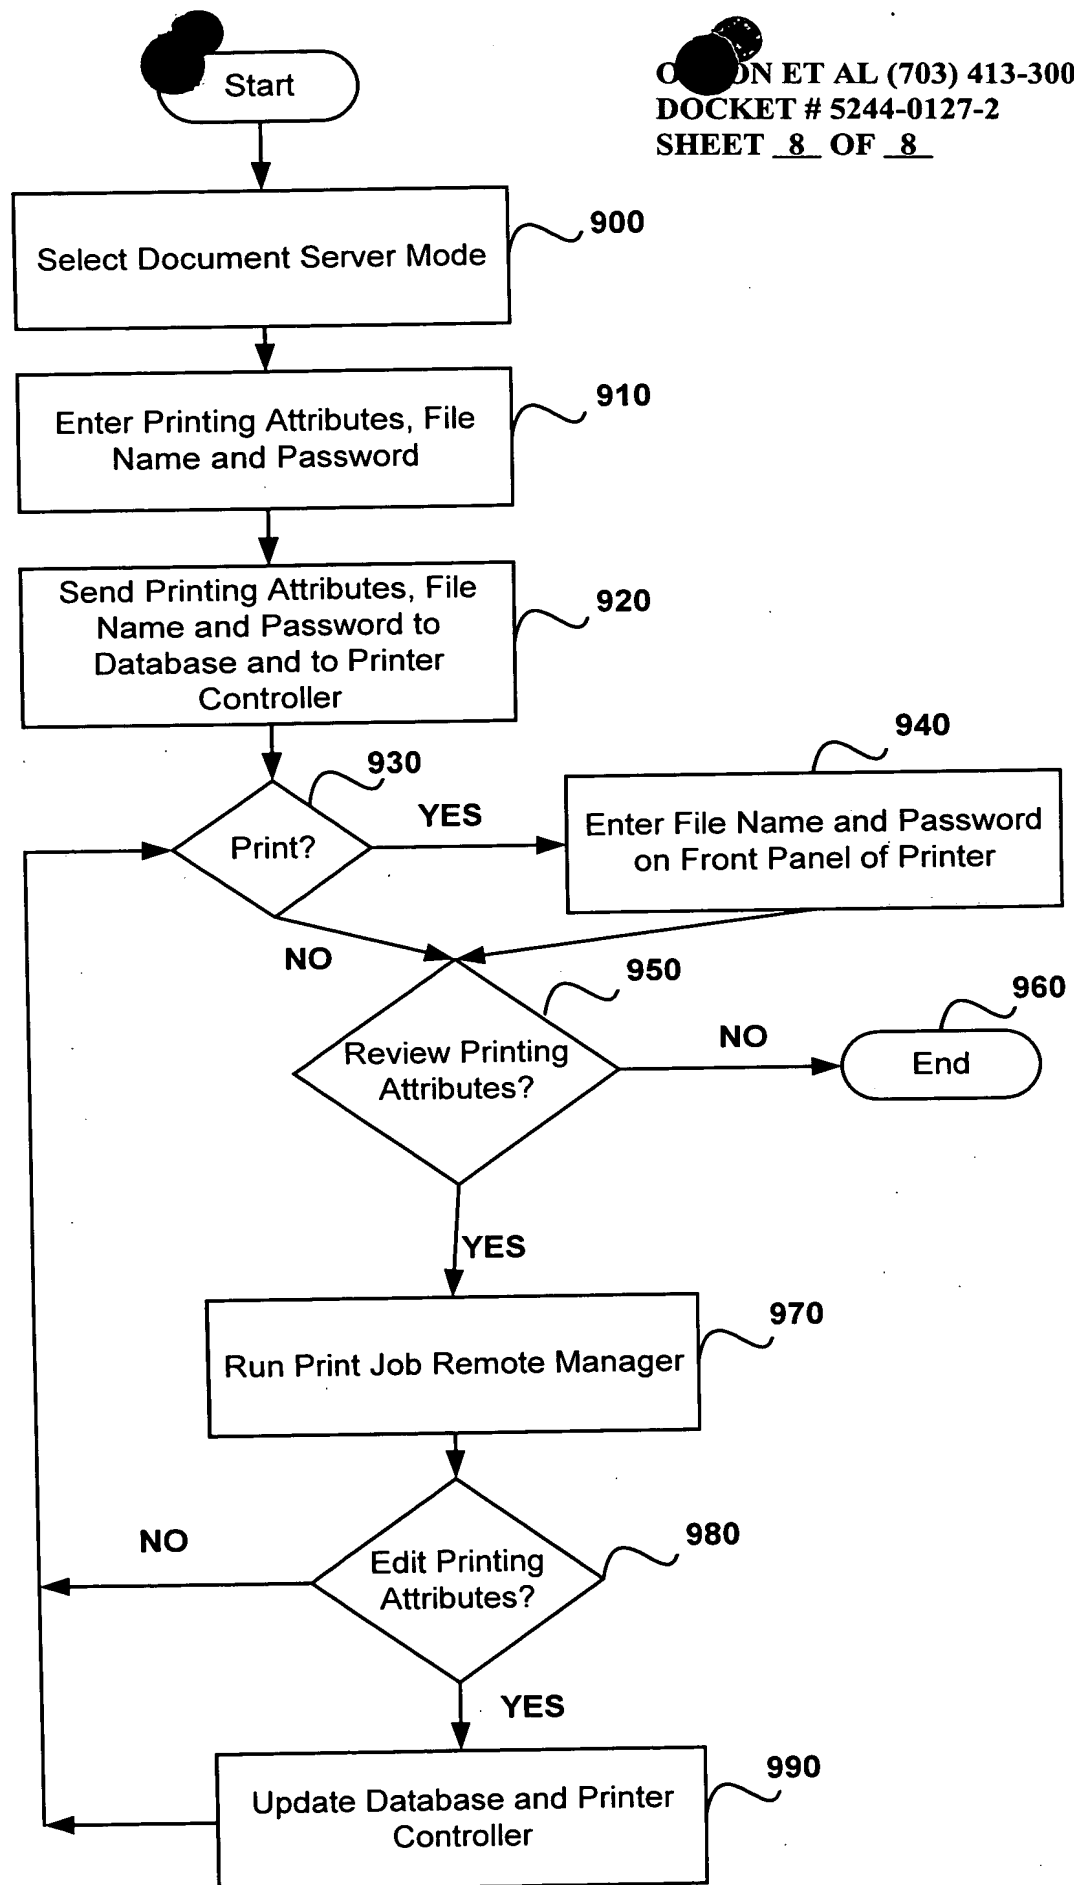 Start
ET AL (703) 413-300
DOCKET # 5244-0127-2
SHEET 8 OF 8
900
Select Document Server Mode
910
Enter Printing Attributes, File
Name and Password
920
Send Printing Attributes, File
Name and Password to
Database and to Printer
Controller
930
Print?
YES
940
Enter File Name and Password
on Front Panel of Printer
NO
950
Review Printing
Attributes?
NO
960
End
YES
970
Run Print Job Remote Manager
NO
980
Edit Printing
Attributes?
YES
990
Update Database and Printer
Controller